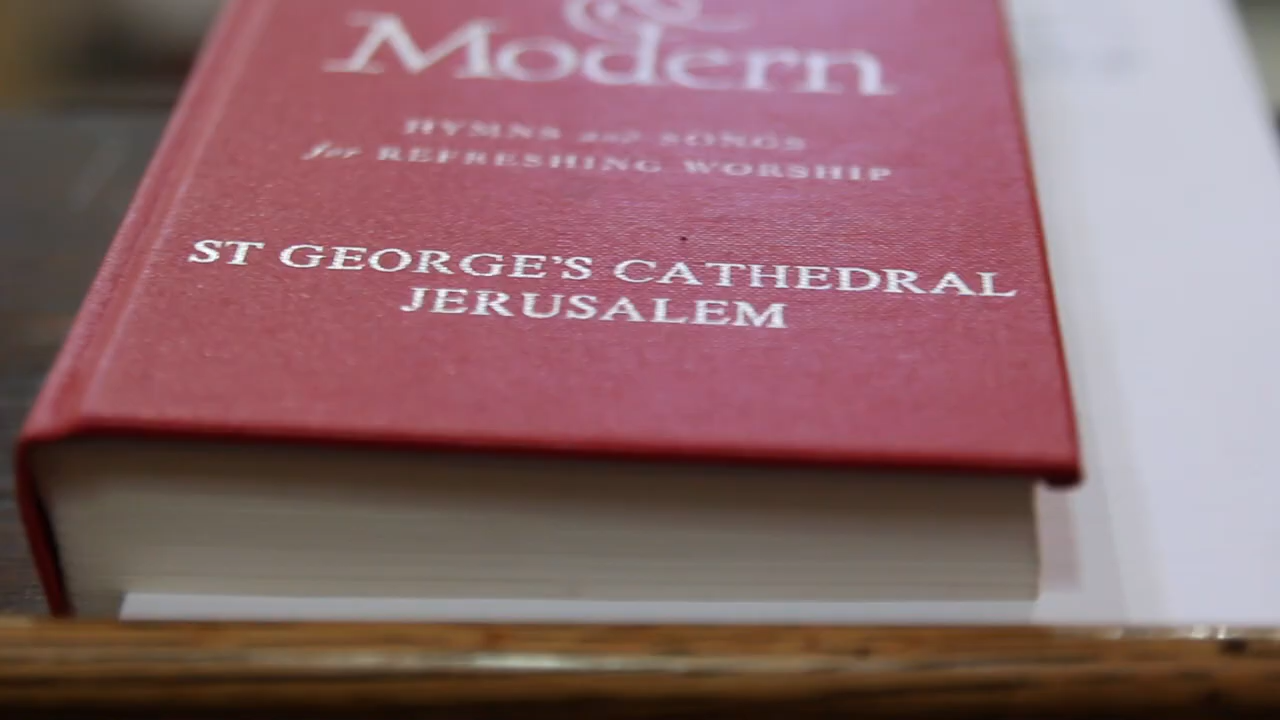 &
Modern
HYMNS and SONGS
for REFRESHING WORSHIP
ST GEORGE'S CATHEDRAL
JERUSALEM